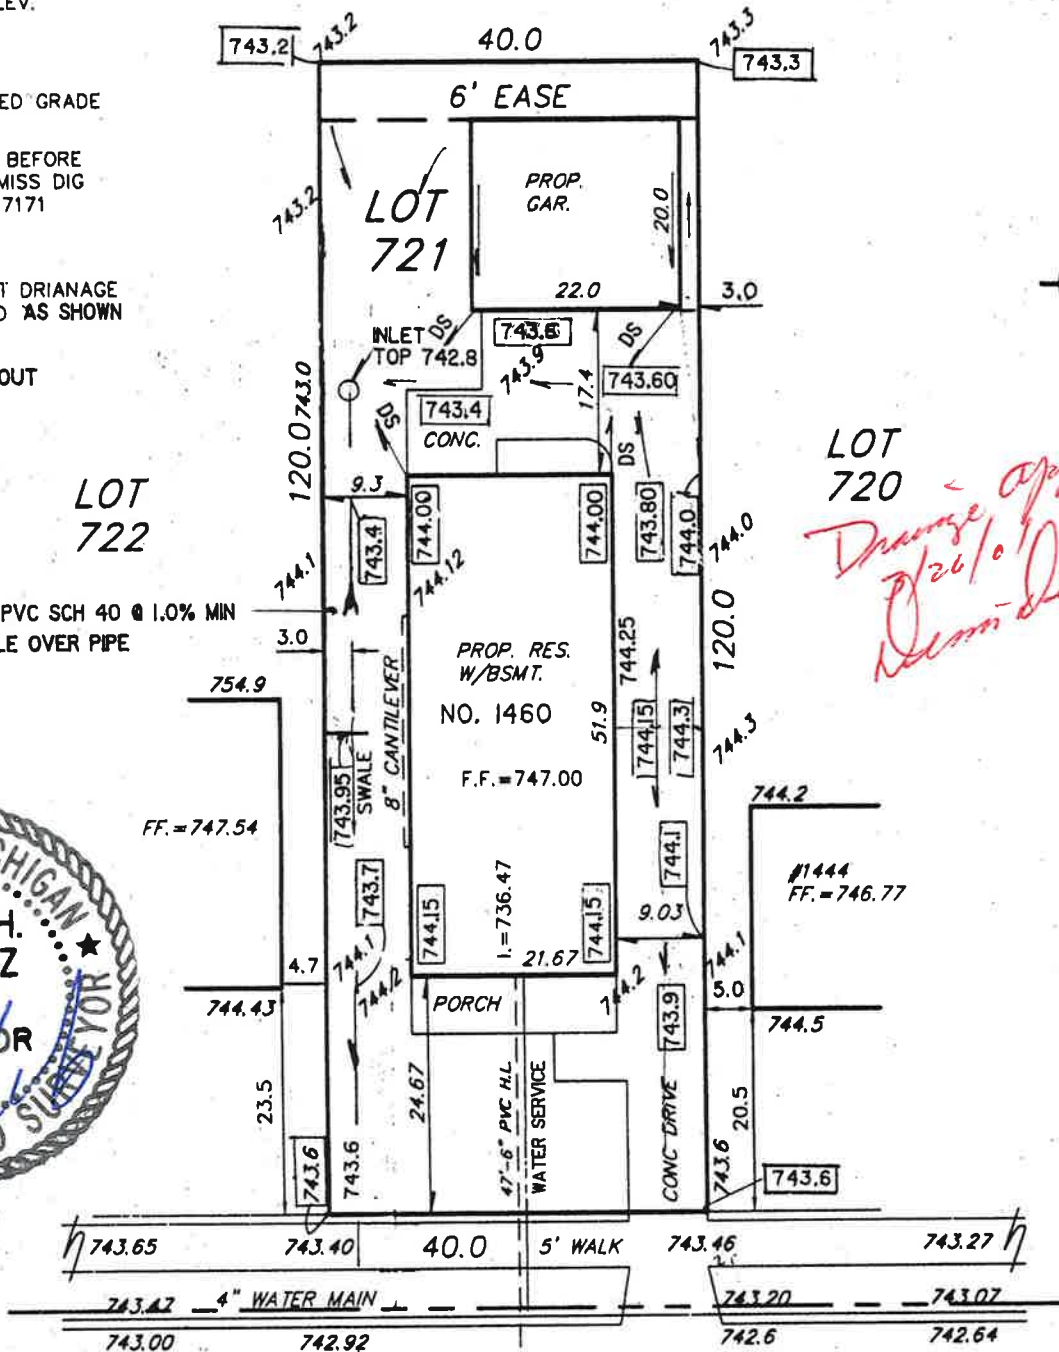 LEV.
743.2
743.2
40.0
743.3
743.3
ED GRADE
6' EASE
BEFORE
MISS DIG
7171
PROP.
GAR.
20.0
743.2
LOT
721
22.0
3.0
T DRIANAGE
D AS SHOWN
INLET
TOP 742.8
DS
743.9
DS
743.60
OUT
743.0
17.4
743.4
CONC.
DS
DS
120.0
LOT
722
9.3
LOT
720
Drainage
744.00
744.00
743.80
744.0
744.0
743.4
744.12
744.1
PVC SCH 40 @ 1.0% MIN
LE OVER PIPE
3.0
PROP. RES.
W/BSMT.
NO. 1460
F.F.=747.00
744.25
120.0
754.9
8" CANTILEVER
51.9
744.15
744.3
744.3
743.95
SWALE
FF.=747.54
744.2
#1444
FF.=746.77
743.7
744.1
I.=736.47
744.15
744.15
9.03
21.67
CHIGAN
H.
Z
OR
SURVEYOR
4.7
744.1
744.2
744.2
744.1
5.0
PORCH
743.9
744.43
744.5
23.5
24.67
47'-6" PVC H.L.
WATER SERVICE
CONC DRIVE
20.5
743.6
743.6
743.6
743.6
743.65
743.40
40.0
5' WALK
743.46
743.27
743.42
4" WATER MAIN
743.20
743.07
743.00
742.92
742.6
742.64